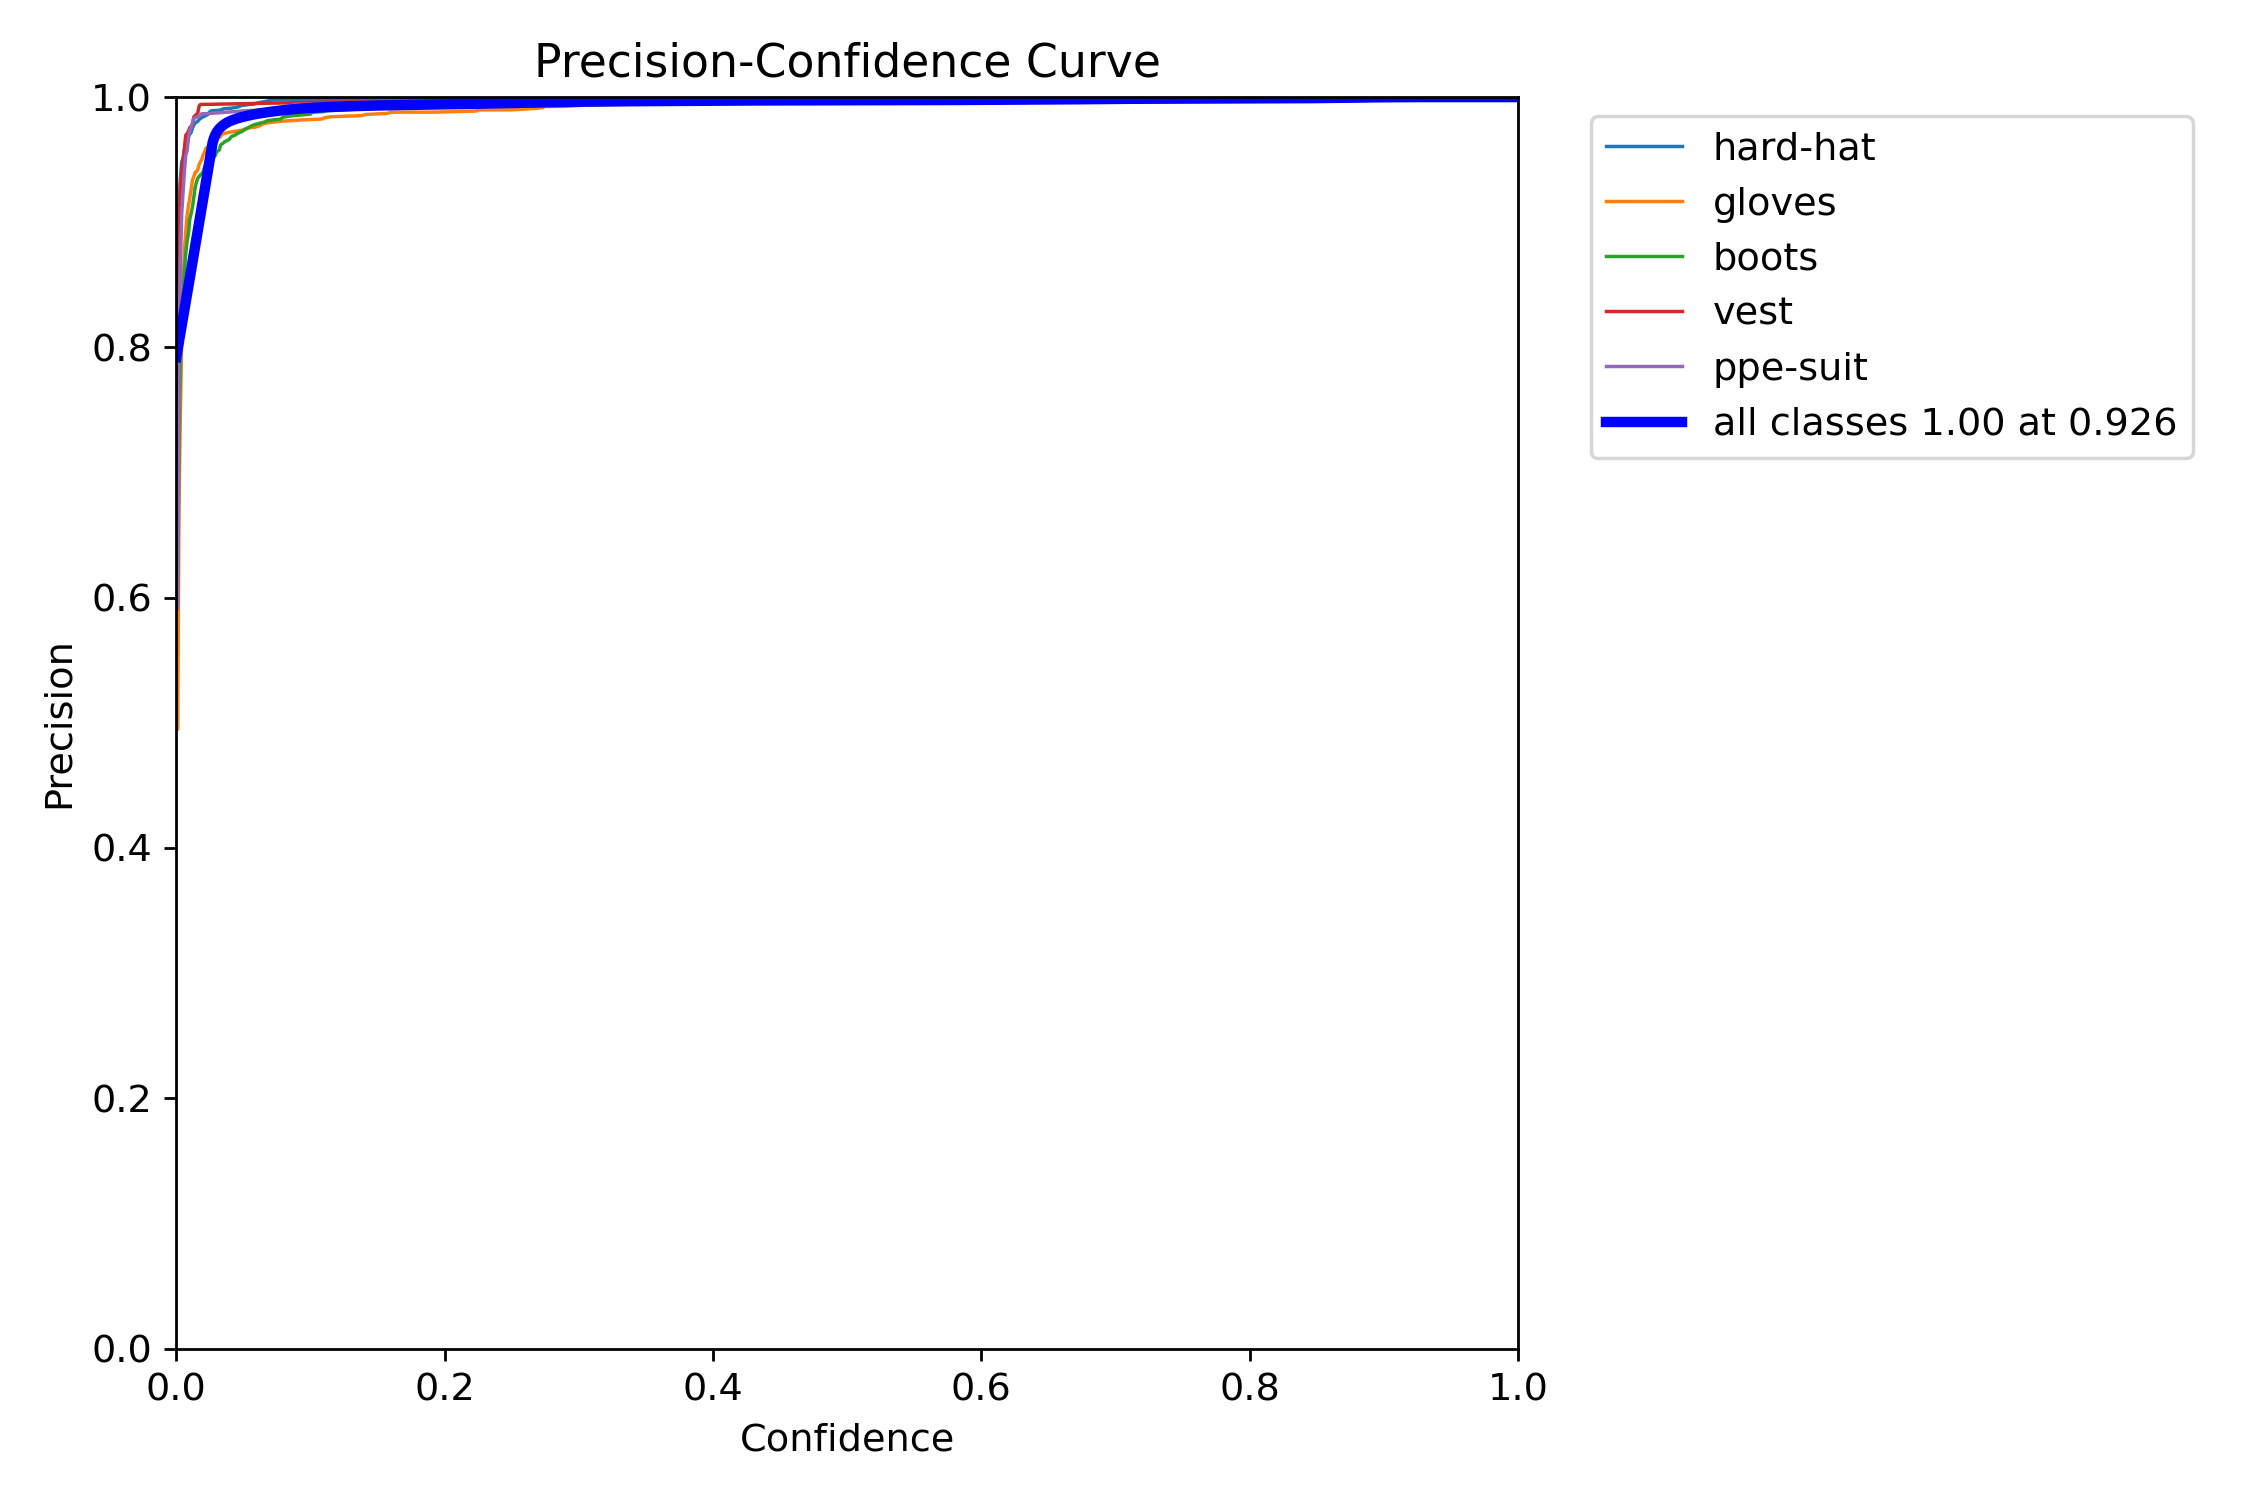 Precision-Confidence Curve
1.0
0.8
0.6
0.4
0.2
0.0
Precision
0.0 0.2 0.4 0.6 0.8 1.0
Confidence
hard-hat
gloves
boots
vest
ppe-suit
all classes 1.00 at 0.926